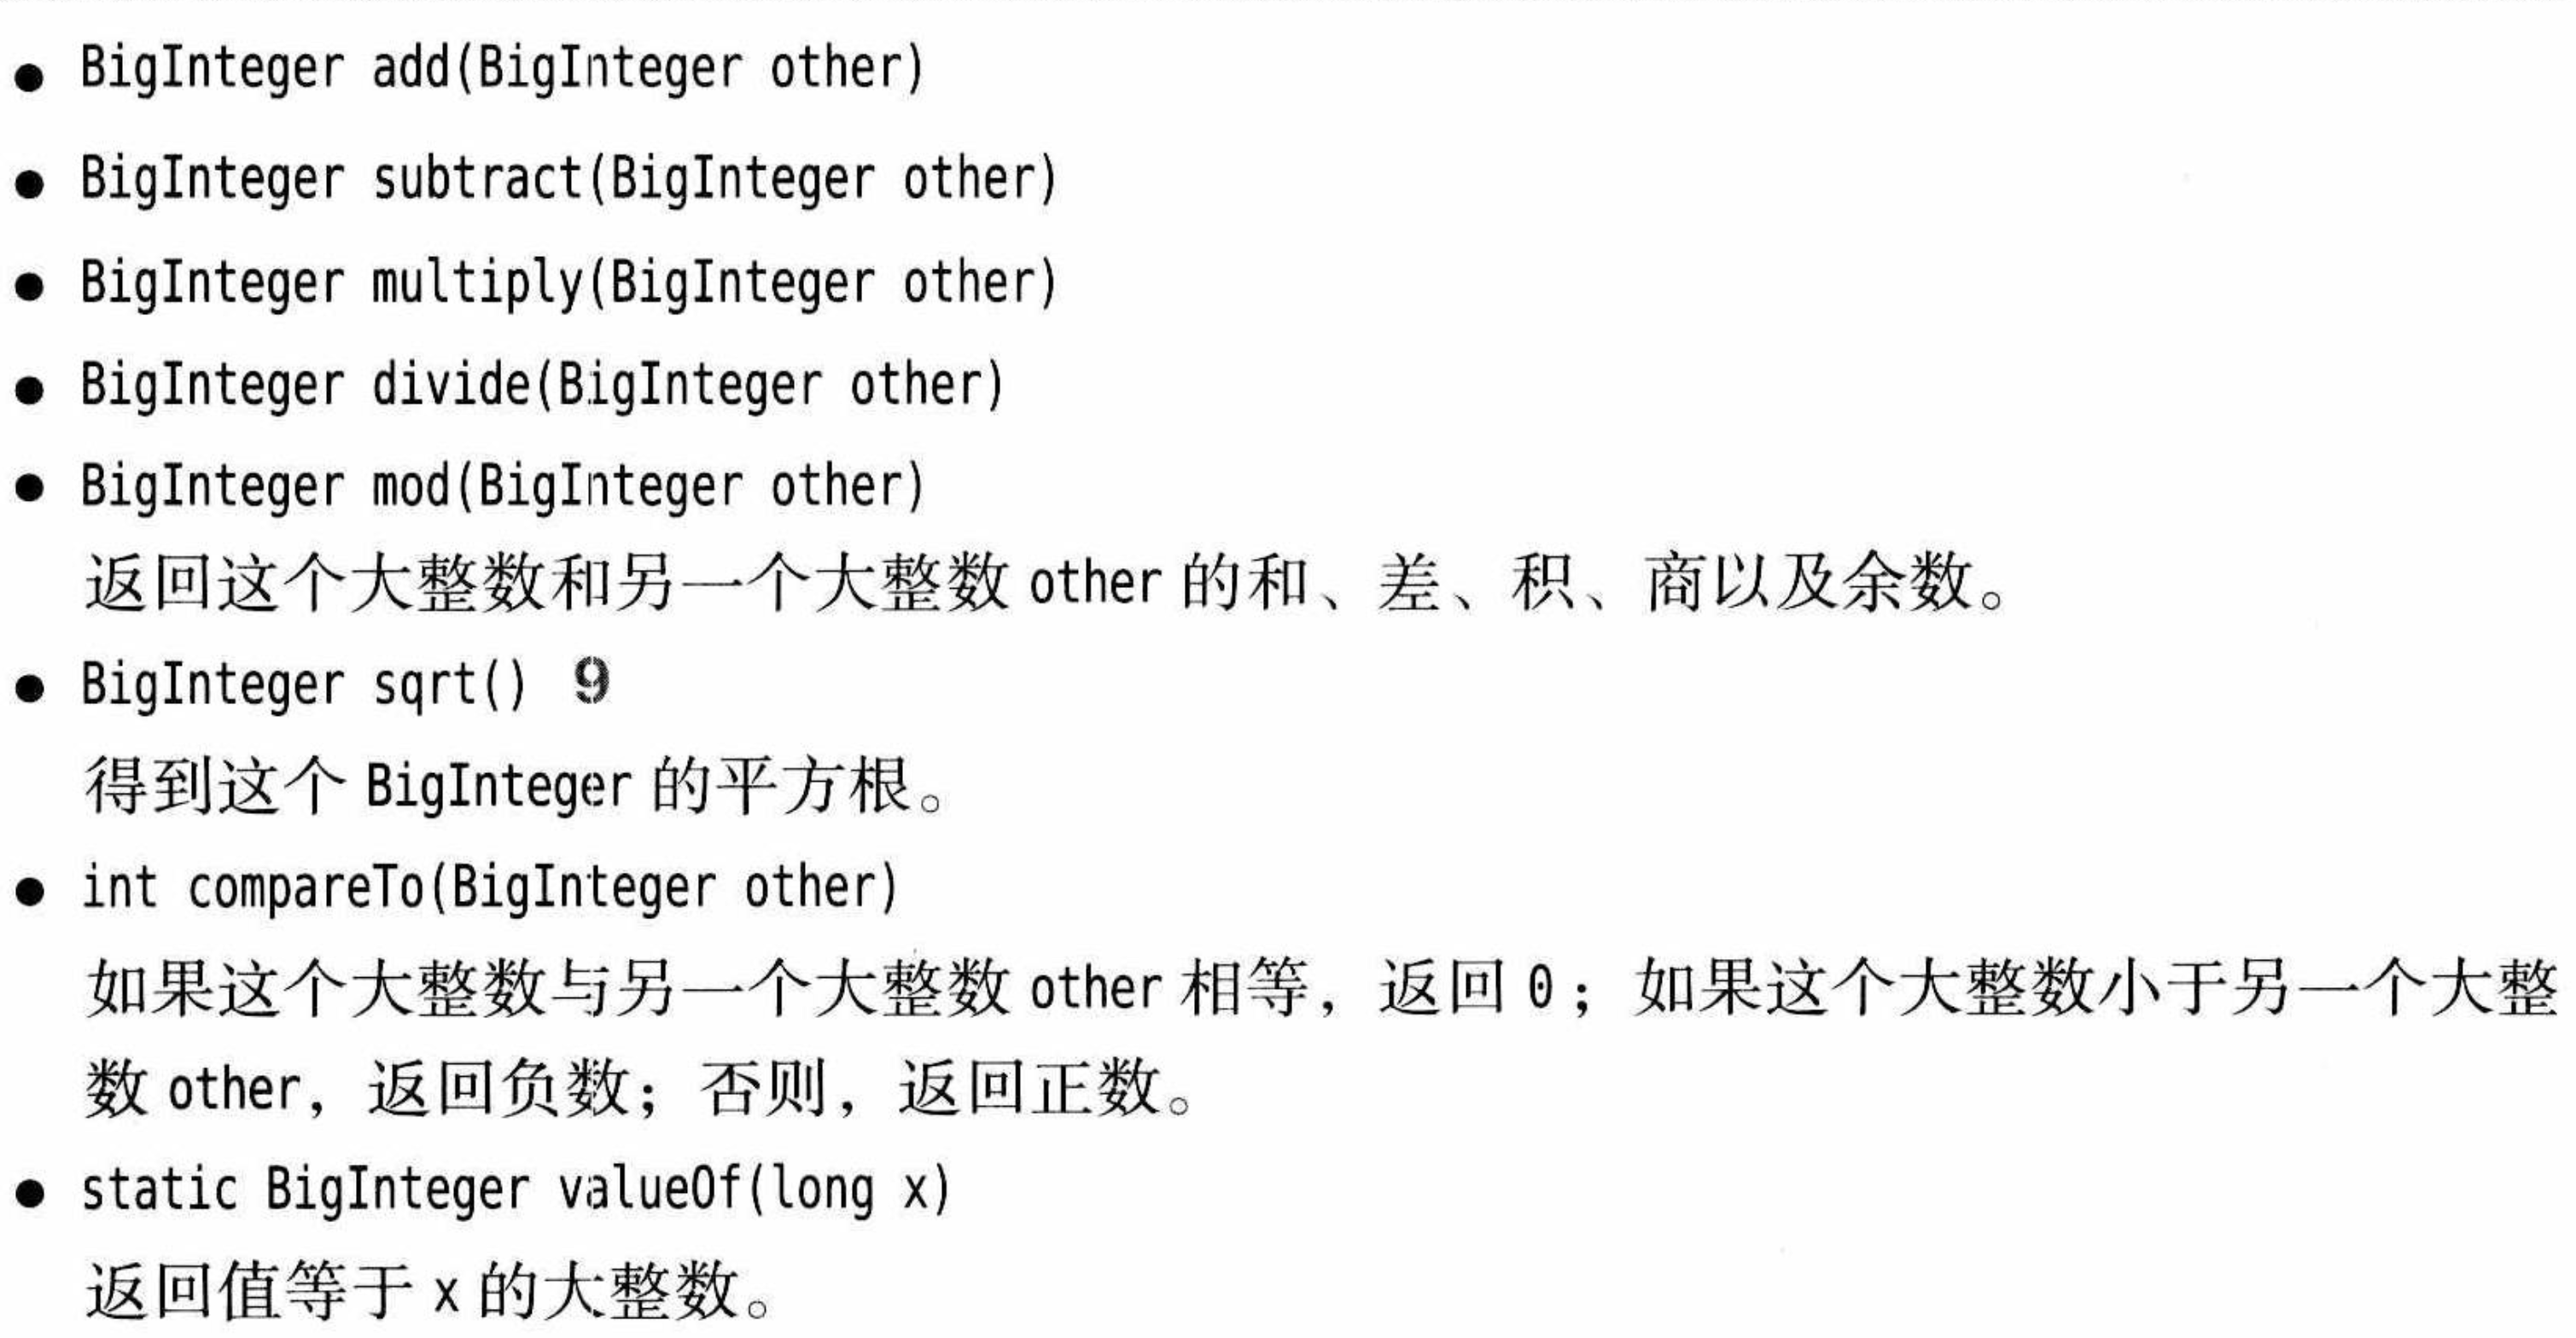 ● BigInteger add(BigInteger other)
● BigInteger subtract(BigInteger other)
● BigInteger multiply(BigInteger other)
● BigInteger divide(BigInteger other)
● BigInteger mod(BigInteger other)
返回这个大整数和另一个大整数 other 的和、差、积、商以及余数。
● BigInteger sqrt() 9
得到这个 BigInteger 的平方根。
● int compareTo(BigInteger other)
如果这个大整数与另一个大整数 other 相等，返回 0；如果这个大整数小于另一个大整
数 other，返回负数；否则，返回正数。
● static BigInteger valueOf(long x)
返回值等于 x 的大整数。